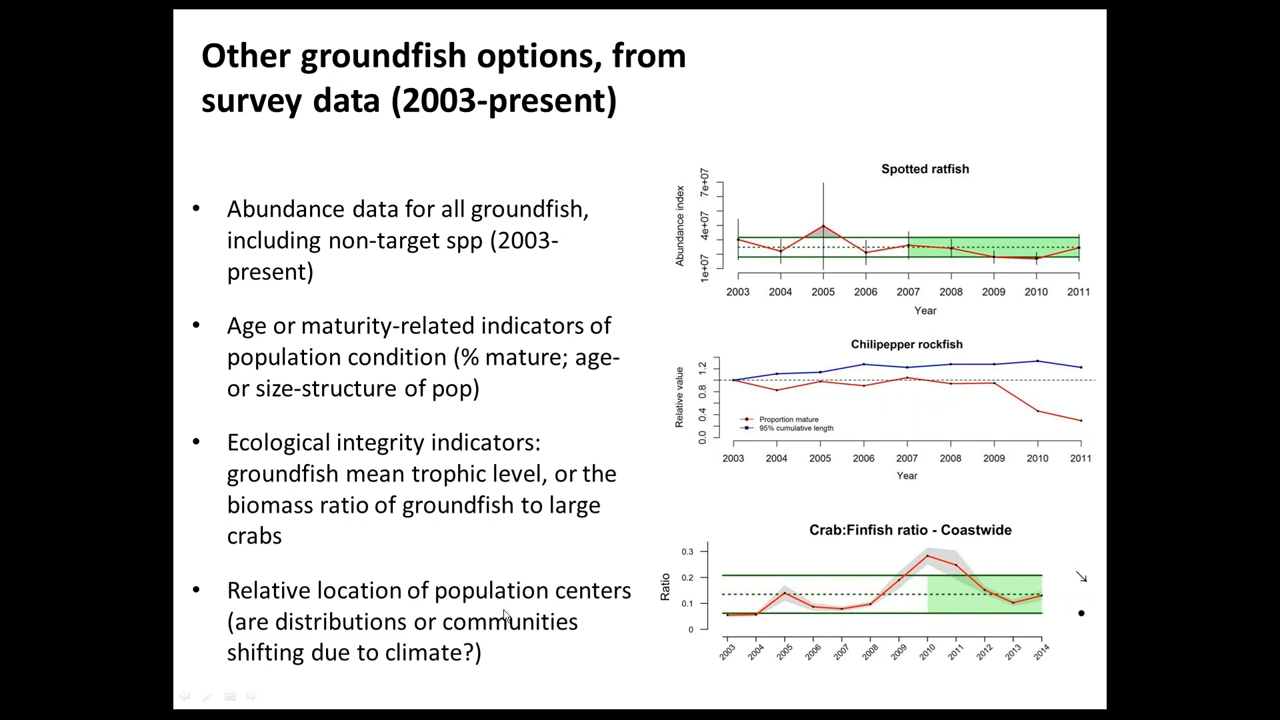 Other groundfish options, from
survey data (2003-present)
• Abundance data for all groundfish,
including non-target spp (2003-
present)
• Age or maturity-related indicators of
population condition (% mature; age-
or size-structure of pop)
• Ecological integrity indicators:
groundfish mean trophic level, or the
biomass ratio of groundfish to large
crabs
• Relative location of population centers
(are distributions or communities
shifting due to climate?)
Spotted ratfish
Abundance index
7e+07
4e+07
1e+07
2003 2004 2005 2006 2007 2008 2009 2010 2011
Year
Chilipepper rockfish
Relative value
1.2
0.8
0.4
0.0
Proportion mature
95% cumulative length
2003 2004 2005 2006 2007 2008 2009 2010 2011
Year
Crab:Finfish ratio - Coastwide
Ratio
0.3
0.2
0.1
0
2003 2004 2005 2006 2007 2008 2009 2010 2011 2012 2013 2014